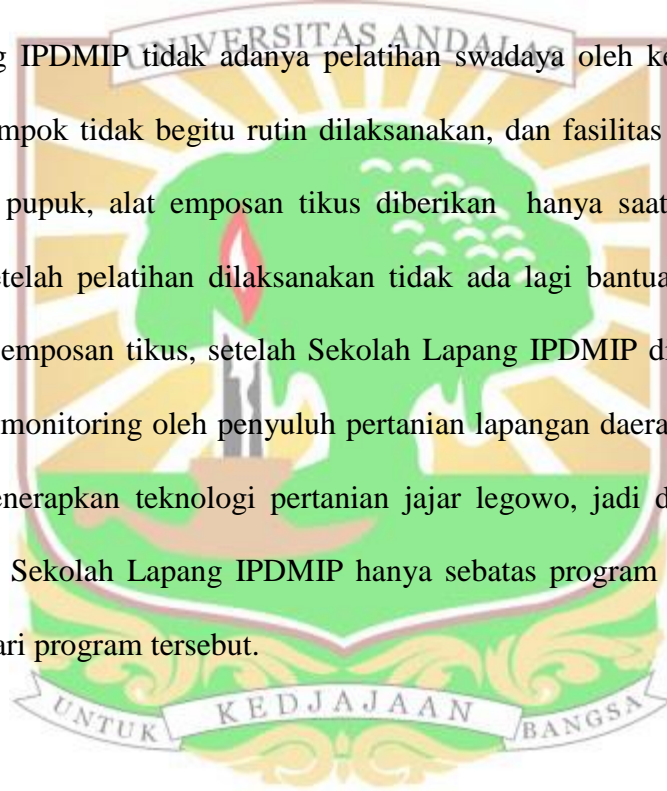 UNIVERSITAS ANDALAS
g IPDMIP tidak adanya pelatihan swadaya oleh ke
mpok tidak begitu rutin dilaksanakan, dan fasilitas
pupuk, alat emposan tikus diberikan hanya saat
etelah pelatihan dilaksanakan tidak ada lagi bantua
emposan tikus, setelah Sekolah Lapang IPDMIP di
monitoring oleh penyuluh pertanian lapangan daera
enerapkan teknologi pertanian jajar legowo, jadi d
Sekolah Lapang IPDMIP hanya sebatas program
ari program tersebut.
UNTUK KEDJAJAAN BANGSA